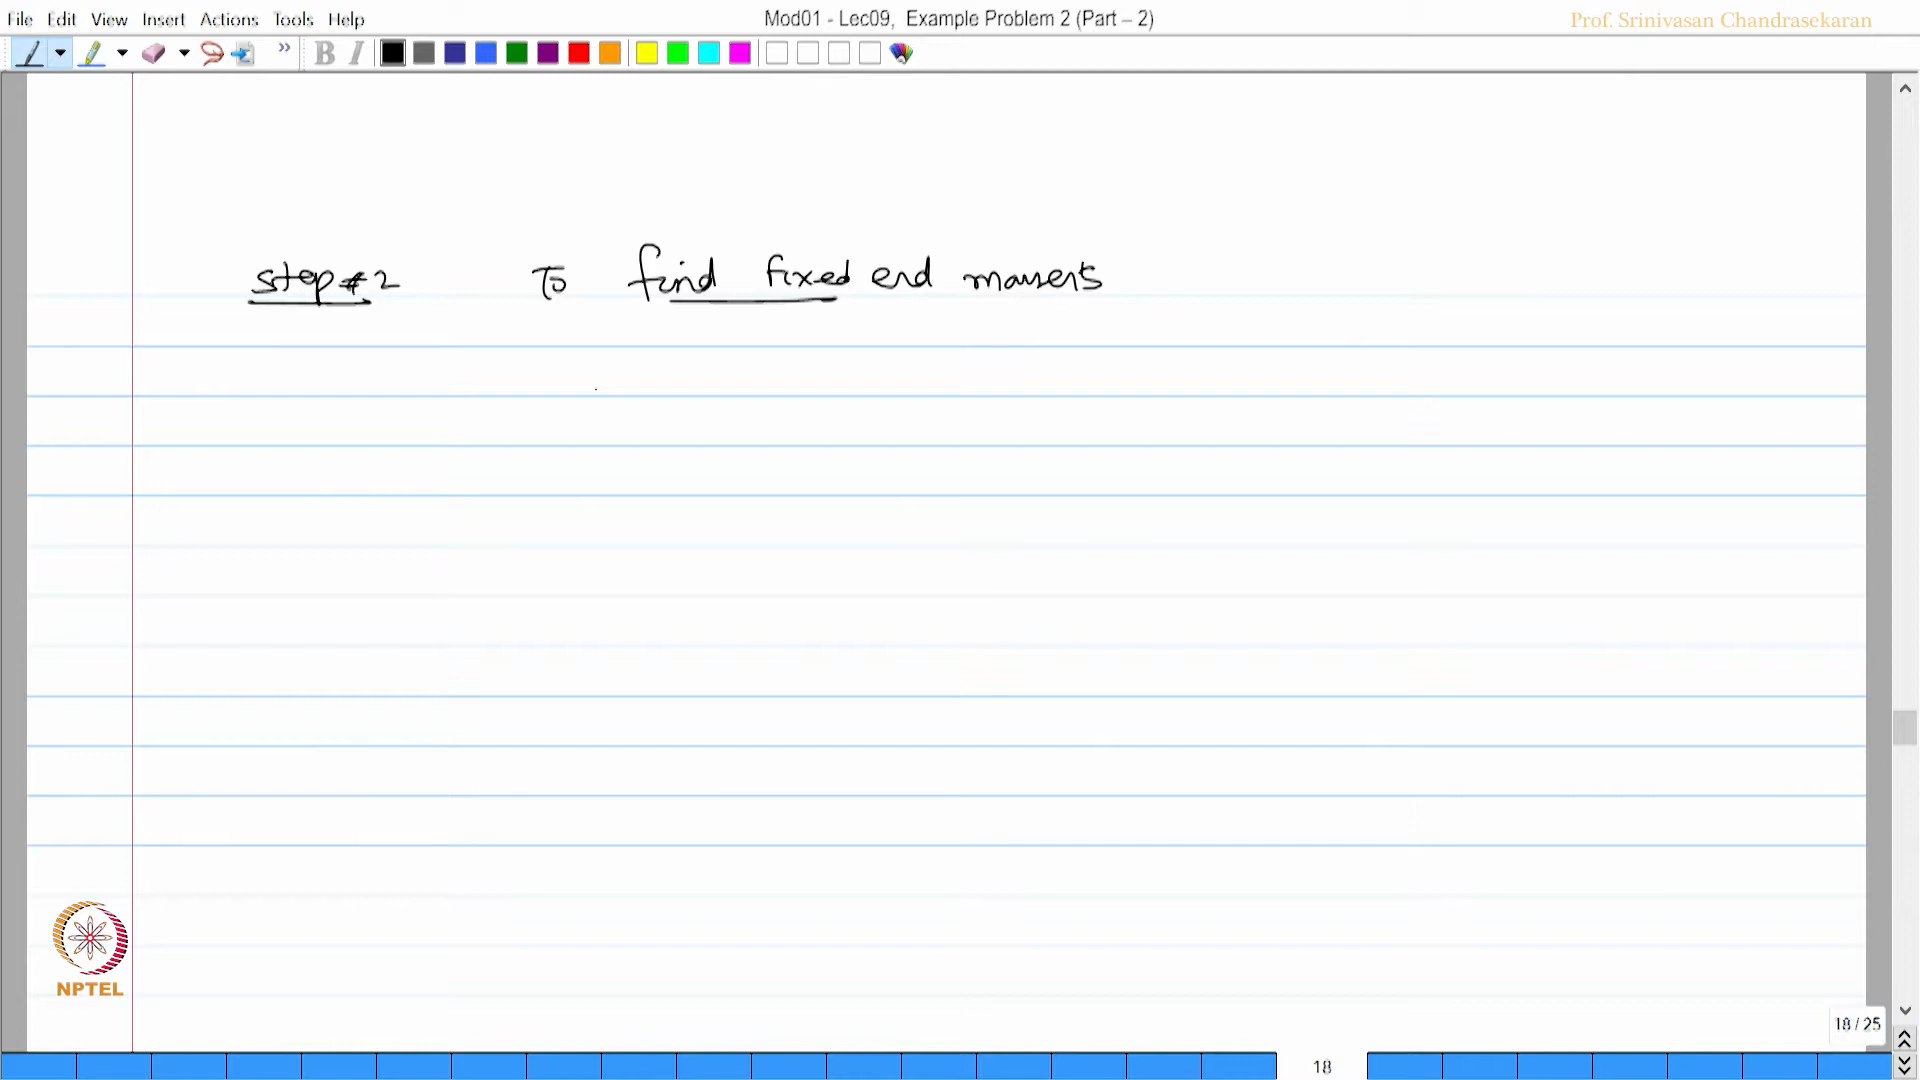 File Edit View Insert Actions Tools Help
Mod01 - Lec09, Example Problem 2 (Part – 2)
Prof. Srinivasan Chandrasekaran
B I
step # 2 To find fixed end moments
NPTEL
18 / 25
18